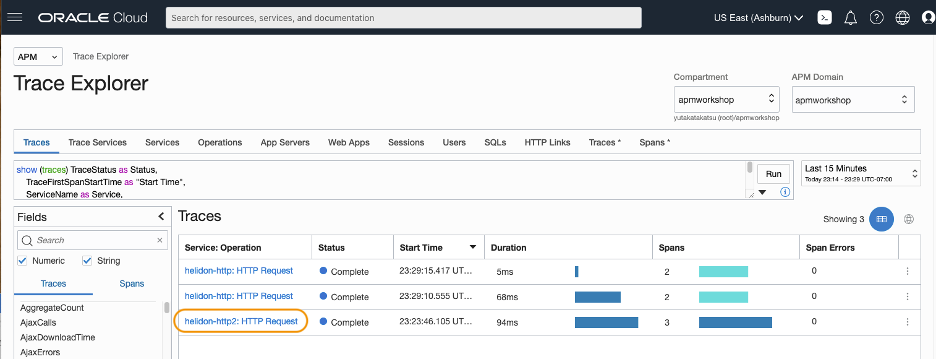 ORACLE Cloud
Search for resources, services, and documentation
US East (Ashburn)
APM
Trace Explorer
Trace Explorer
Compartment
apmworkshop
yutakatakatsu (root)/apmworkshop
APM Domain
apmworkshop
Traces Trace Services Services Operations App Servers Web Apps Sessions Users SQLs HTTP Links Traces * Spans *
show (traces) TraceStatus as Status,
TraceFirstSpanStartTime as "Start Time",
ServiceName as Service,
Run
Last 15 Minutes
Today 23:14 - 23:29 UTC-07:00
Fields
Search
Numeric String
Traces Spans
AggregateCount
AjaxCalls
AjaxDownloadTime
AjaxErrors
Traces
Showing 3
Service: Operation Status Start Time Duration Spans Span Errors
helidon-http: HTTP Request Complete 23:29:15.417 UT... 5ms 2 0
helidon-http: HTTP Request Complete 23:29:10.555 UT... 68ms 2 0
helidon-http2: HTTP Request Complete 23:23:46.105 UT... 94ms 3 0